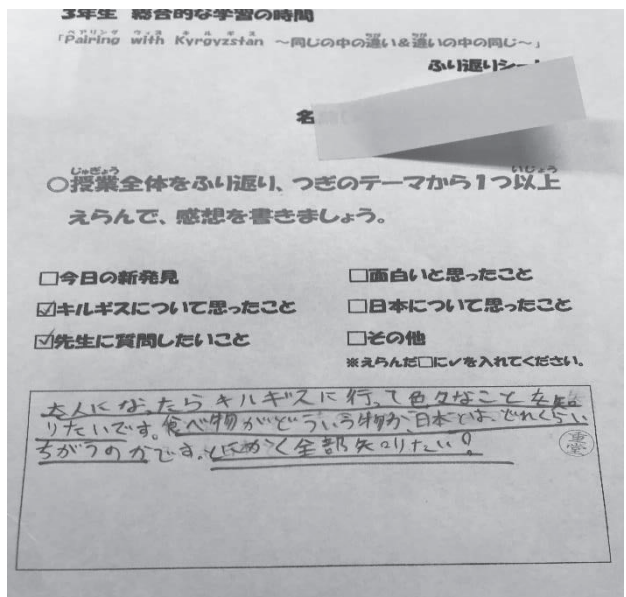 3年生 総合的な学習の時間
「Pairing with Kyrgyzstan ～同じの中の違い&違いの中の同じ～」
ふり返りシー
名
○授業全体をふり返り、つぎのテーマから1つ以上
えらんで、感想を書きましょう。
□今日の新発見
□面白いと思ったこと
☑キルギスについて思ったこと
□日本について思ったこと
☑先生に質問したいこと
□その他
※えらんだ□に✓を入れてください。
大人になったらキルギスに行って色々なことを知
りたいです。食べ物がどういう物か、日本とは、どれくらい
ちがうのかです。とにかく全部知りたい?
重堂